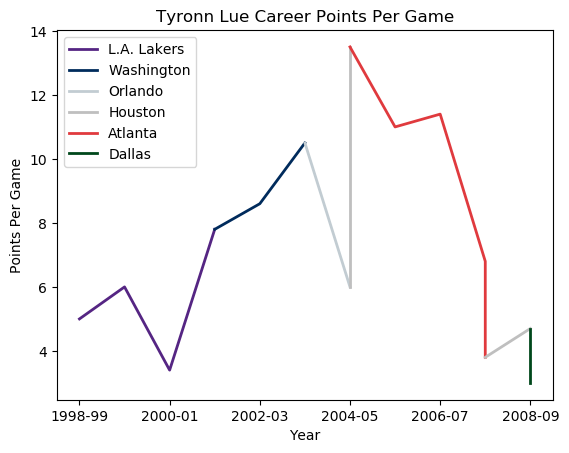 Tyronn Lue Career Points Per Game
14
12
10
8
6
4
Points Per Game
L.A. Lakers
Washington
Orlando
Houston
Atlanta
Dallas
1998-99 2000-01 2002-03 2004-05 2006-07 2008-09
Year